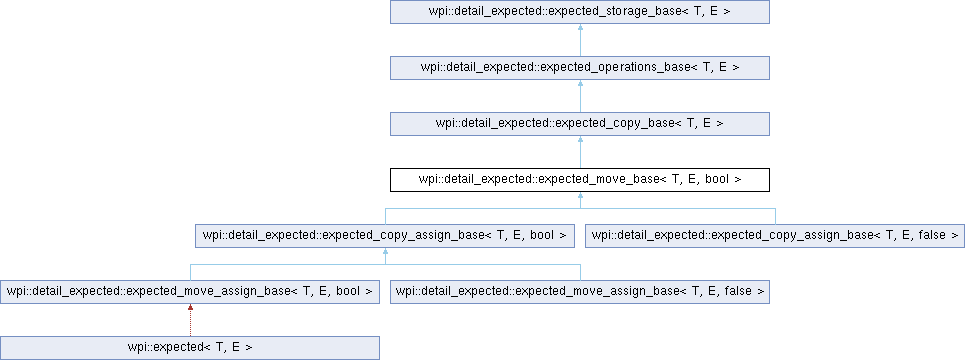 wpi::detail_expected::expected_storage_base< T, E >
wpi::detail_expected::expected_operations_base< T, E >
wpi::detail_expected::expected_copy_base< T, E >
wpi::detail_expected::expected_move_base< T, E, bool >
wpi::detail_expected::expected_copy_assign_base< T, E, bool >
wpi::detail_expected::expected_copy_assign_base< T, E, false >
wpi::detail_expected::expected_move_assign_base< T, E, bool >
wpi::detail_expected::expected_move_assign_base< T, E, false >
wpi::expected< T, E >